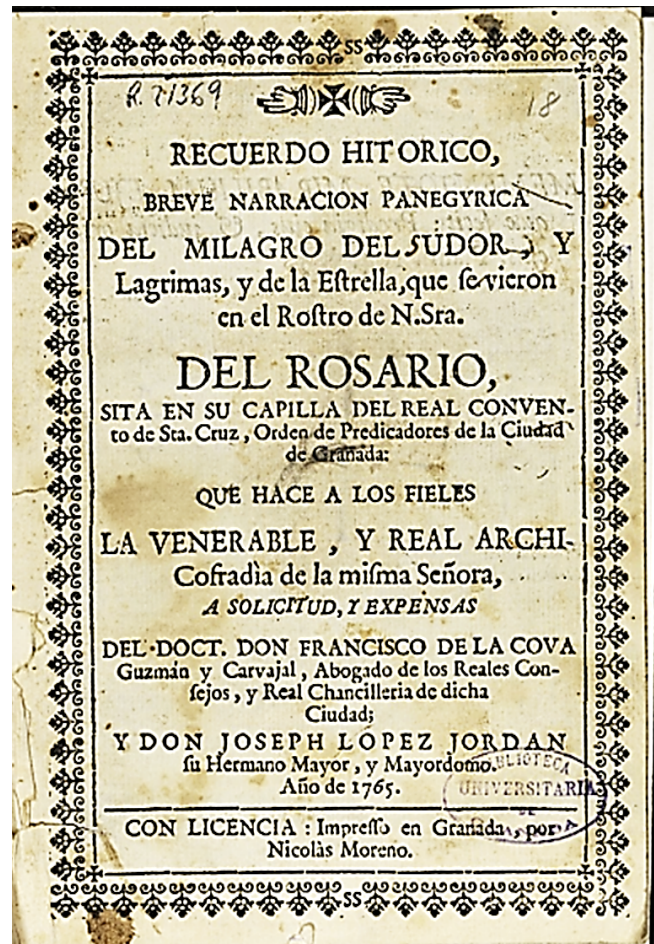 SS
R. 21369
18
RECUERDO HITORICO,
BREVE NARRACION PANEGYRICA
DEL MILAGRO DEL SUDOR, Y
Lagrimas, y de la Eſtrella, que ſe vieron
en el Roſtro de N.Sra.
DEL ROSARIO,
SITA EN SU CAPILLA DEL REAL CONVEN-
to de Sta. Cruz, Orden de Predicadores de la Ciudad
de Granada:
QUE HACE A LOS FIELES
LA VENERABLE, Y REAL ARCHI-
Cofradìa de la miſma Señora,
A SOLICITUD, Y EXPENSAS
DEL DOCT. DON FRANCISCO DE LA COVA
Guzmán y Carvajal, Abogado de los Reales Con-
ſejos, y Real Chancilleria de dicha
Ciudad;
Y DON JOSEPH LOPEZ JORDAN
ſu Hermano Mayor, y Mayordomo.
Año de 1765.
BIBLIOTECA
UNIVERSITARIA
DE
CON LICENCIA: Impreſſo en Granada, por
Nicolàs Moreno.
SS